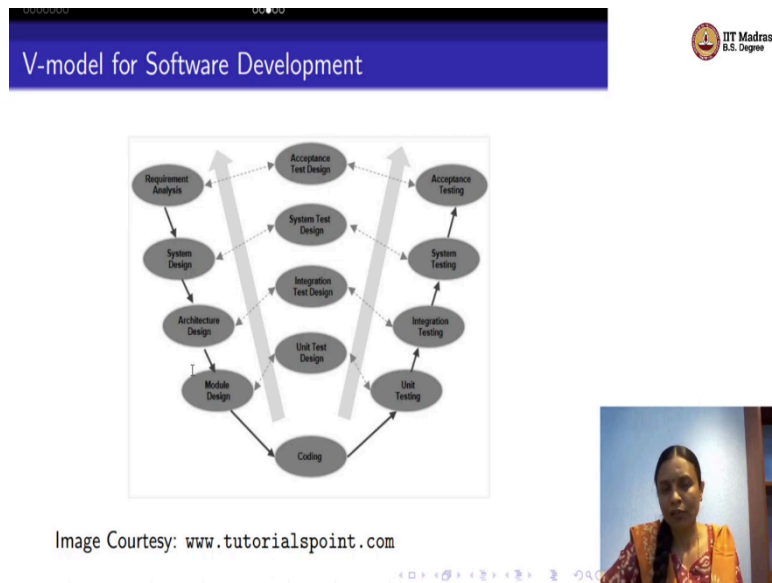 V-model for Software Development
IIT Madras
B.S. Degree
Acceptance
Test Design
Requirement
Analysis
Acceptance
Testing
System Test
Design
System
Design
System
Testing
Integration
Test Design
Architecture
Design
Integration
Testing
Unit Test
Design
Module
Design
Unit
Testing
Coding
Image Courtesy: www.tutorialspoint.com